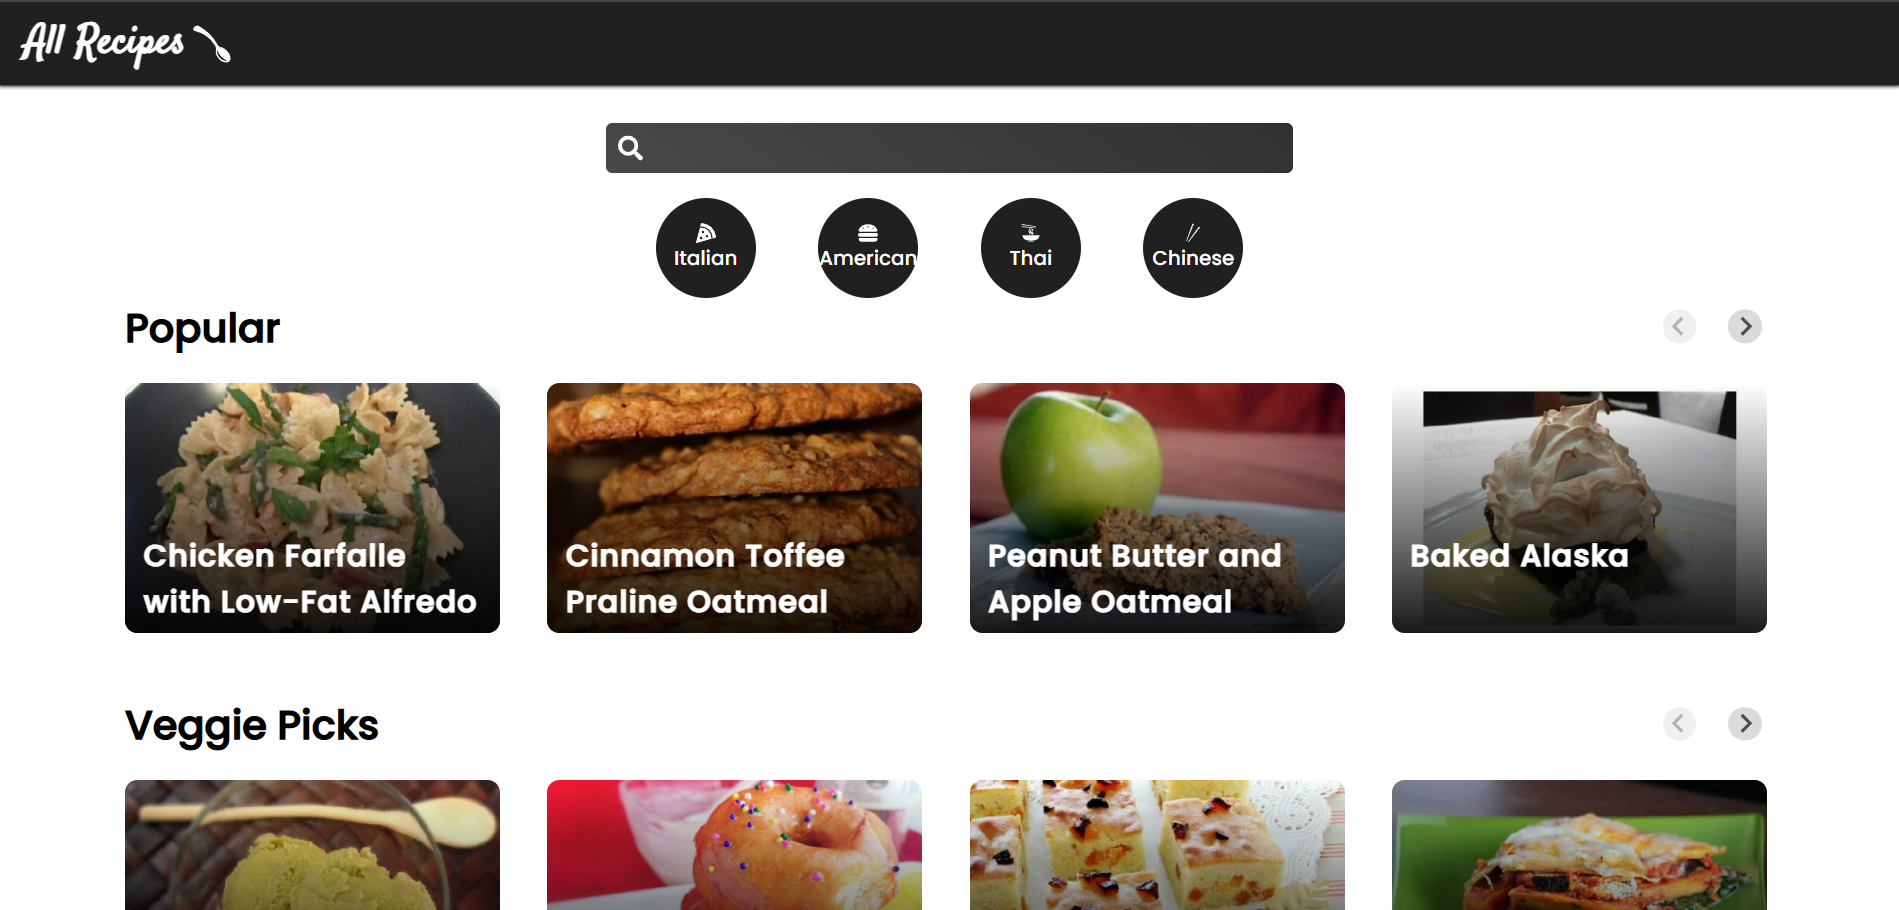 All Recipes
Italian
American
Thai
Chinese
Popular
Chicken Farfalle
with Low-Fat Alfredo
Cinnamon Toffee
Praline Oatmeal
Peanut Butter and
Apple Oatmeal
Baked Alaska
Veggie Picks